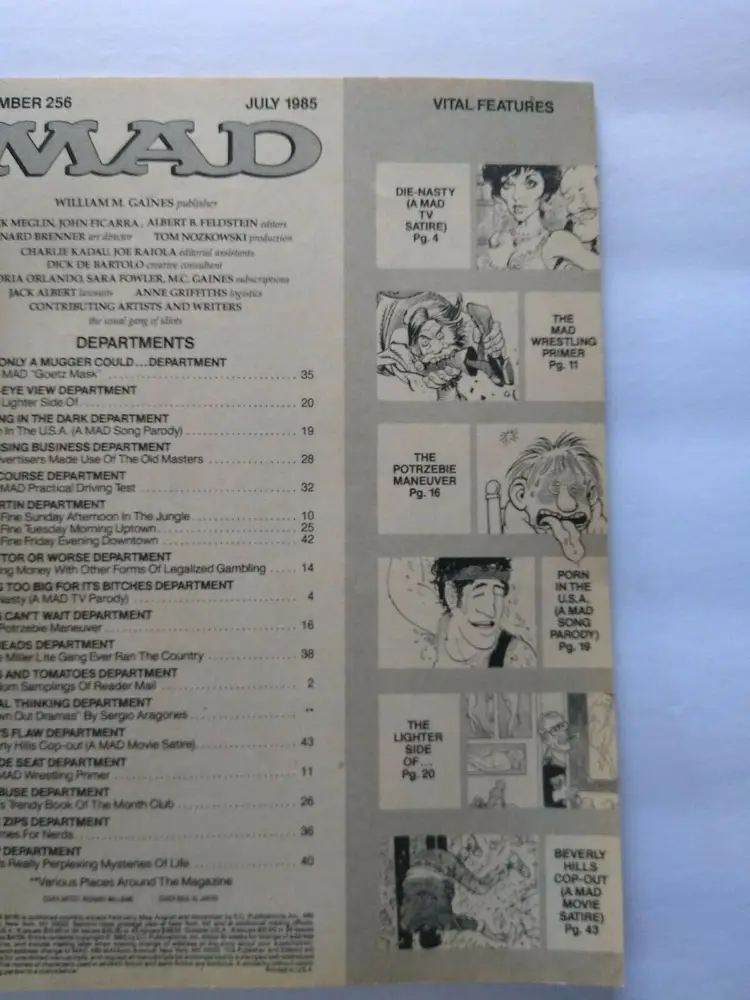 MBER 256 JULY 1985
MAD
WILLIAM M. GAINES publisher
K MEGLIN, JOHN FICARRA, ALBERT B. FELDSTEIN editors
NARD BRENNER art director TOM NOZKOWSKI production
CHARLIE KADAU, JOE RAIOLA editorial assistants
DICK DE BARTOLO creative consultant
ORIA ORLANDO, SARA FOWLER, M.C. GAINES subscriptions
JACK ALBERT lawsuits ANNE GRIFFITHS logistics
CONTRIBUTING ARTISTS AND WRITERS
the usual gang of idiots
DEPARTMENTS
ONLY A MUGGER COULD...DEPARTMENT
MAD "Goetz Mask" 35
-EYE VIEW DEPARTMENT
Lighter Side Of... 20
NG IN THE DARK DEPARTMENT
In The U.S.A. (A MAD Song Parody) 19
SING BUSINESS DEPARTMENT
vertisers Made Use Of The Old Masters 28
COURSE DEPARTMENT
MAD Practical Driving Test 32
RTIN DEPARTMENT
Fine Sunday Afternoon In The Jungle 10
Fine Tuesday Morning Uptown 25
Fine Friday Evening Downtown 42
TOR OR WORSE DEPARTMENT
ng Money With Other Forms Of Legalized Gambling 14
TOO BIG FOR ITS BITCHES DEPARTMENT
nasty (A MAD TV Parody) 4
CAN'T WAIT DEPARTMENT
Potrzebie Maneuver 16
HEADS DEPARTMENT
e Miller Lite Gang Ever Ran The Country 38
S AND TOMATOES DEPARTMENT
dom Samplings Of Reader Mail 2
AL THINKING DEPARTMENT
wn Out Dramas" By Sergio Aragones **
'S FLAW DEPARTMENT
rly Hills Cop-out (A MAD Movie Satire) 43
DE SEAT DEPARTMENT
MAD Wrestling Primer 11
BUSE DEPARTMENT
's Trendy Book Of The Month Club 26
ZIPS DEPARTMENT
mes For Nerds 36
DEPARTMENT
s Really Perplexing Mysteries Of Life 40
**Various Places Around The Magazine
Printed in U.S.A.
VITAL FEATURES
DIE-NASTY
(A MAD
TV
SATIRE)
Pg. 4
THE
MAD
WRESTLING
PRIMER
Pg. 11
THE
POTRZEBIE
MANEUVER
Pg. 16
PORN
IN THE
U.S.A.
(A MAD
SONG
PARODY)
Pg. 19
THE
LIGHTER
SIDE
OF...
Pg. 20
BEVERLY
HILLS
COP-OUT
(A MAD
MOVIE
SATIRE)
Pg. 43